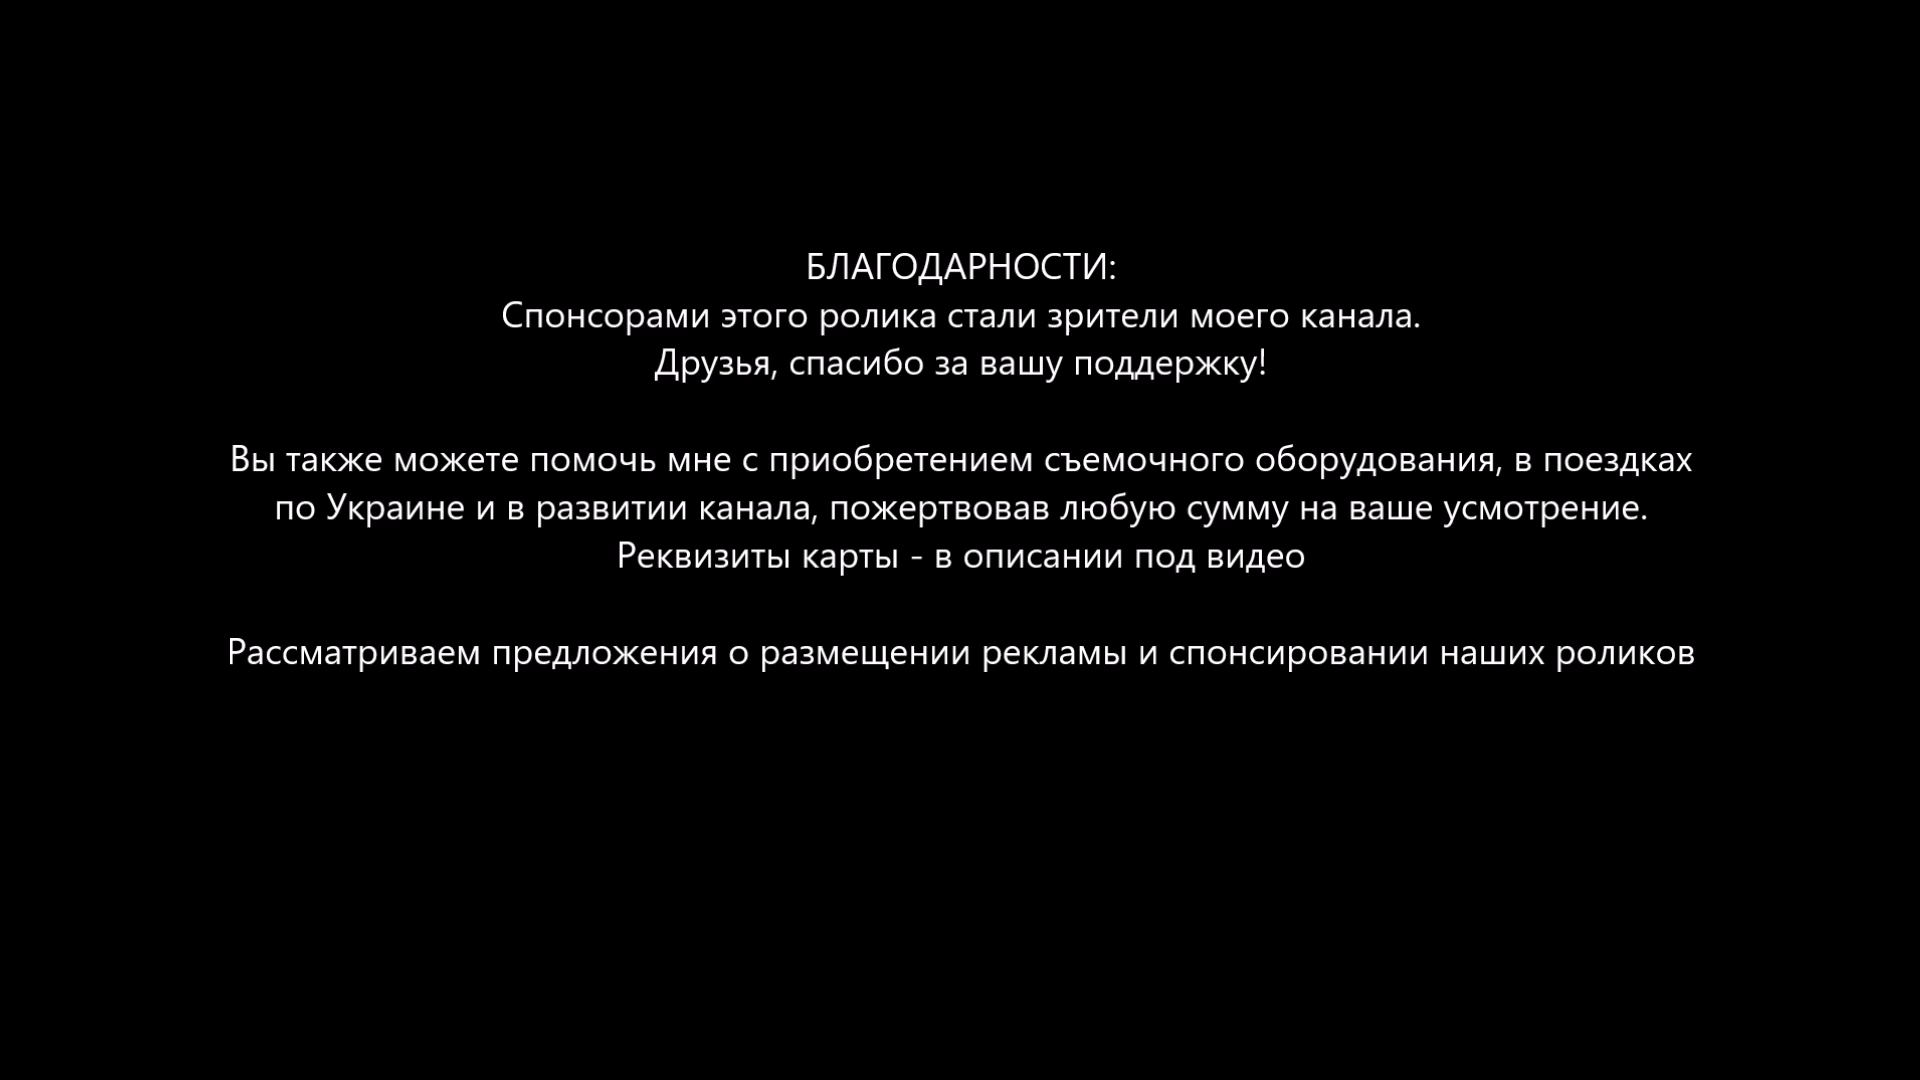 БЛАГОДАРНОСТИ:
Спонсорами этого ролика стали зрители моего канала.
Друзья, спасибо за вашу поддержку!
Вы также можете помочь мне с приобретением съемочного оборудования, в поездках
по Украине и в развитии канала, пожертвовав любую сумму на ваше усмотрение.
Реквизиты карты - в описании под видео
Рассматриваем предложения о размещении рекламы и спонсировании наших роликов